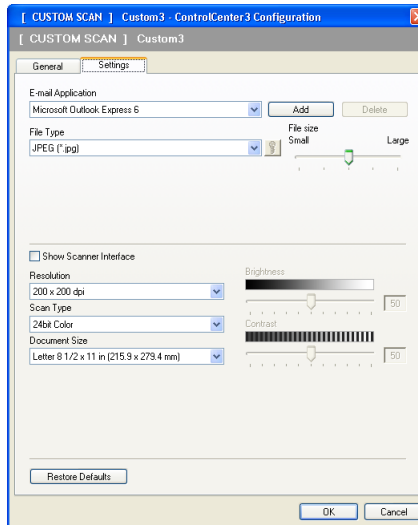 [ CUSTOM SCAN ] Custom3 - ControlCenter3 Configuration
[ CUSTOM SCAN ] Custom3
General
Settings
E-mail Application
Microsoft Outlook Express 6
Add
Delete
File Type
File size
Small
Large
JPEG (*.jpg)
Show Scanner Interface
Resolution
Brightness
200 x 200 dpi
50
Scan Type
24bit Color
Contrast
Document Size
Letter 8 1/2 x 11 in (215.9 x 279.4 mm)
50
Restore Defaults
OK
Cancel